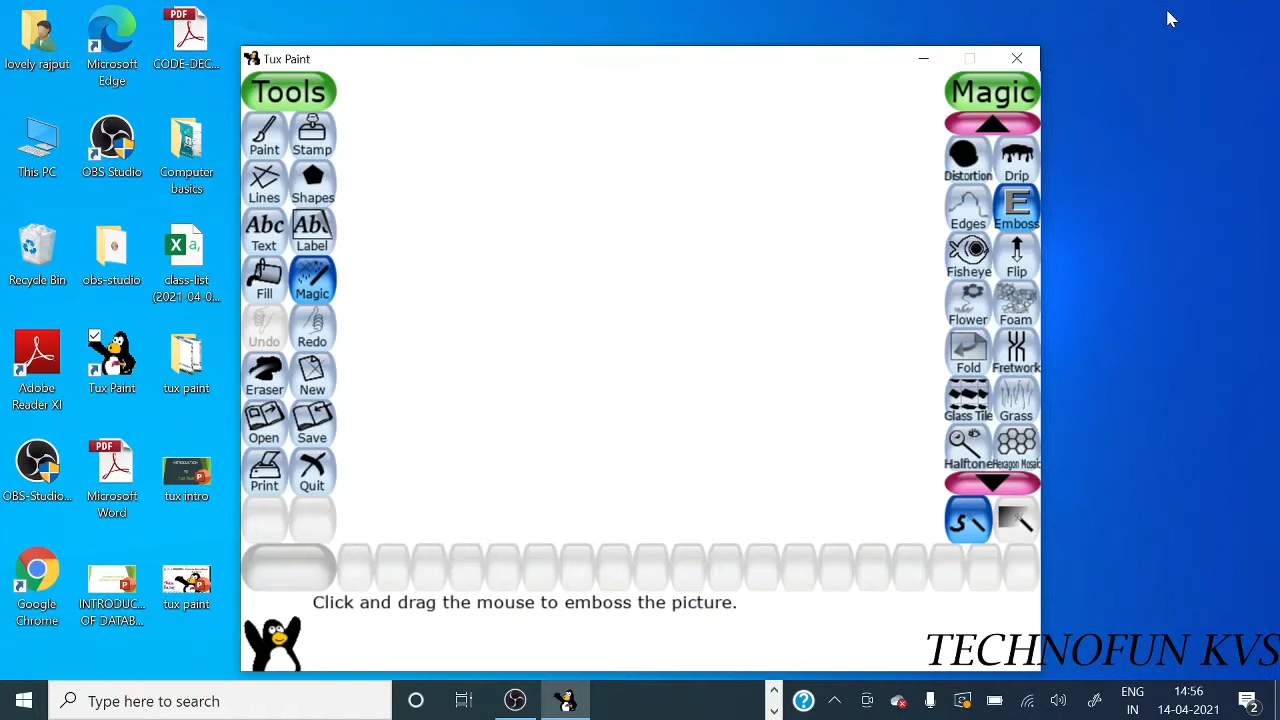 lovely rajput
Microsoft
Edge
PDF
CODE-DEC...
This PC
OBS Studio
Computer
basics
Recycle Bin
obs-studio
a,
class-list
(2021-04-0...
Adobe
Reader XI
Tux Paint
tux paint
OBS-Studio...
PDF
Microsoft
Word
tux intro
Google
Chrome
INTRODUC...
OF DATAB...
tux paint
Tux Paint
Tools
Paint
Stamp
Lines
Shapes
Abc
Text
Abc
Label
Fill
Magic
Undo
Redo
Eraser
New
Open
Save
Print
Quit
Magic
Distortion
Drip
Edges
E
Emboss
Fisheye
Flip
Flower
Foam
Fold
Fretwork
Glass Tile
Grass
Halftone
Hexagon Mosaic
Click and drag the mouse to emboss the picture.
TECHNOFUN KVS
Type here to search
ENG
IN
14:56
14-04-2021
2